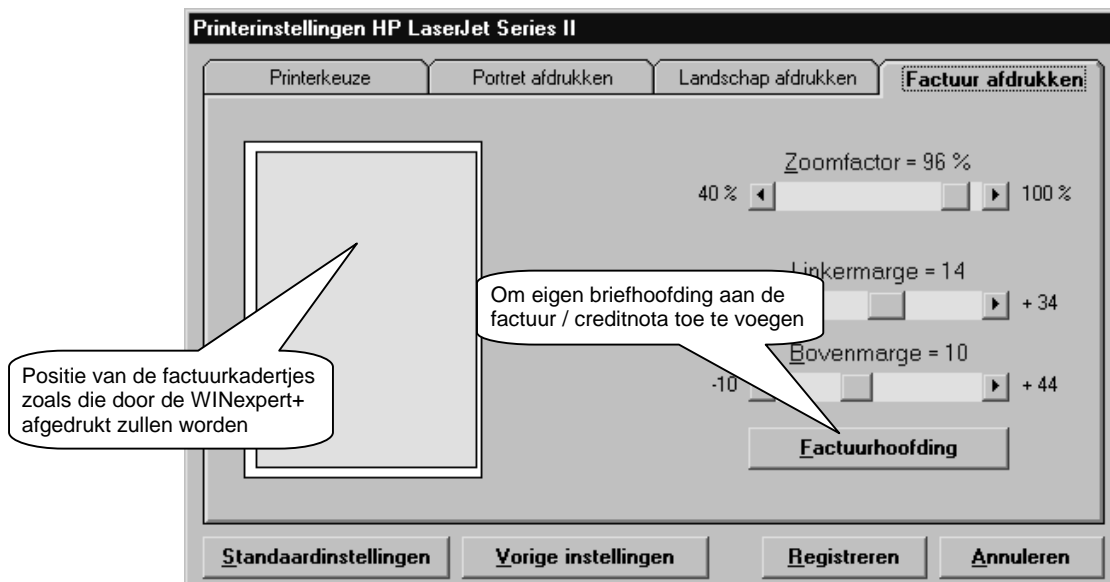 Printerinstellingen HP LaserJet Series II
Printerkeuze
Portret afdrukken
Landschap afdrukken
Factuur afdrukken
Zoomfactor = 96 %
40 %
100 %
Linkermarge = 14
+ 34
Om eigen briefhoofding aan de
factuur / creditnota toe te voegen
Bovenmarge = 10
-10
+ 44
Positie van de factuurkadertjes
zoals die door de WINexpert+
afgedrukt zullen worden
Factuurhoofding
Standaardinstellingen
Vorige instellingen
Registreren
Annuleren